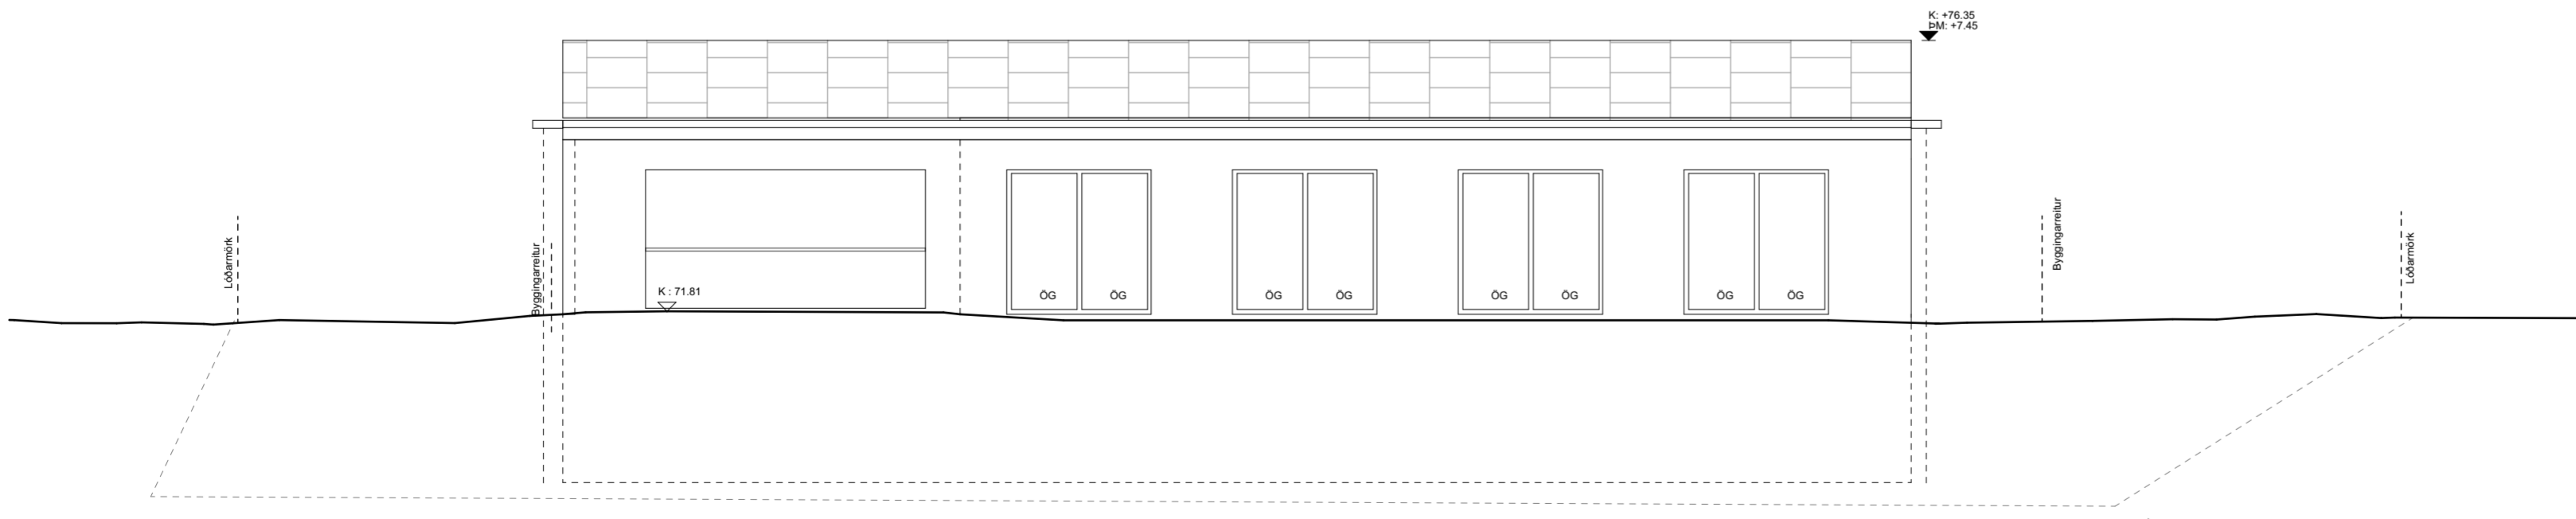 K: +76.35
ÞM: +7.45
Lóðarmörk
Byggingarreitur
K : 71.81
ÖG ÖG ÖG ÖG ÖG ÖG ÖG ÖG
Byggingarreitur
Lóðarmörk